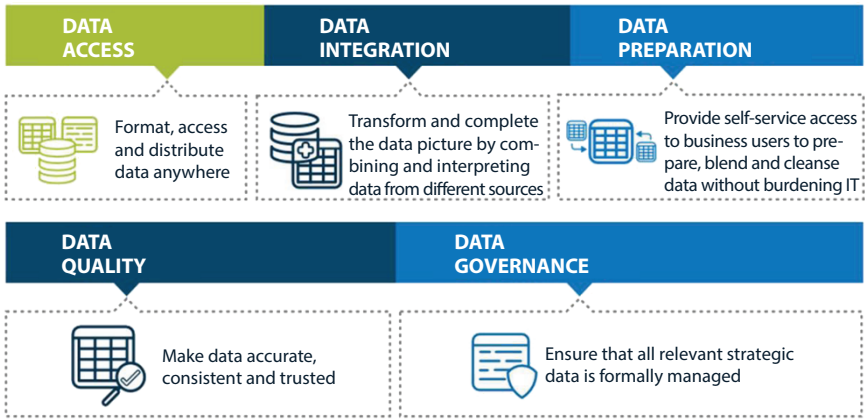 DATA
ACCESS
DATA
INTEGRATION
DATA
PREPARATION
Format, access
and distribute
data anywhere
Transform and complete
the data picture by com-
bining and interpreting
data from different sources
Provide self-service access
to business users to pre-
pare, blend and cleanse
data without burdening IT
DATA
QUALITY
DATA
GOVERNANCE
Make data accurate,
consistent and trusted
Ensure that all relevant strategic
data is formally managed